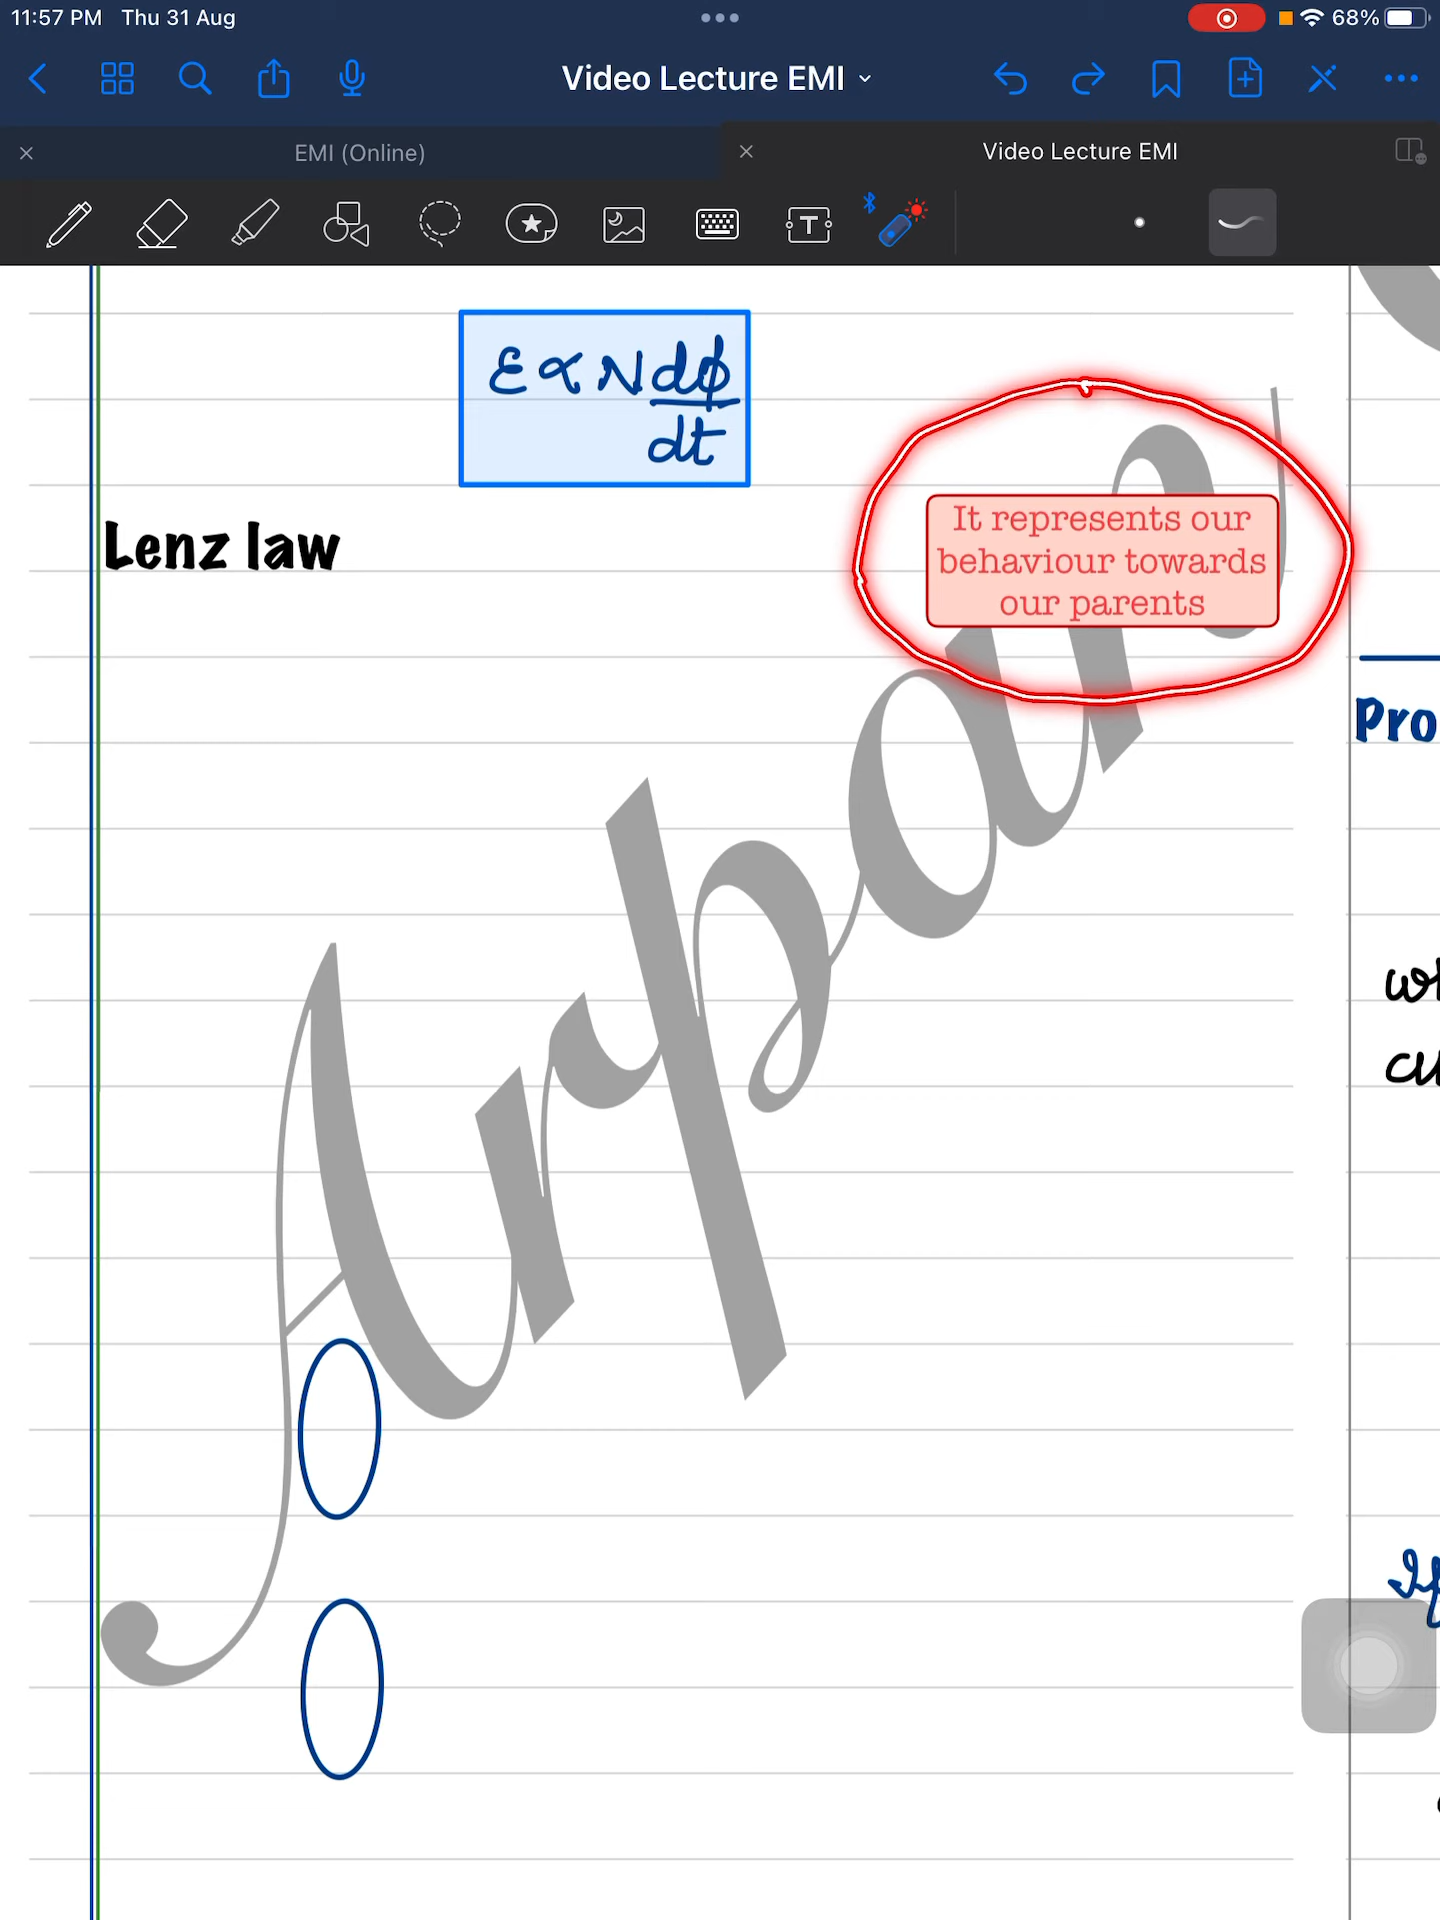 11:57 PM Thu 31 Aug
68%
Video Lecture EMI
EMI (Online)
Video Lecture EMI
T
ε ∝ N dφ
dt
Lenz law
It represents our
behaviour towards
our parents
Arpan
Pro